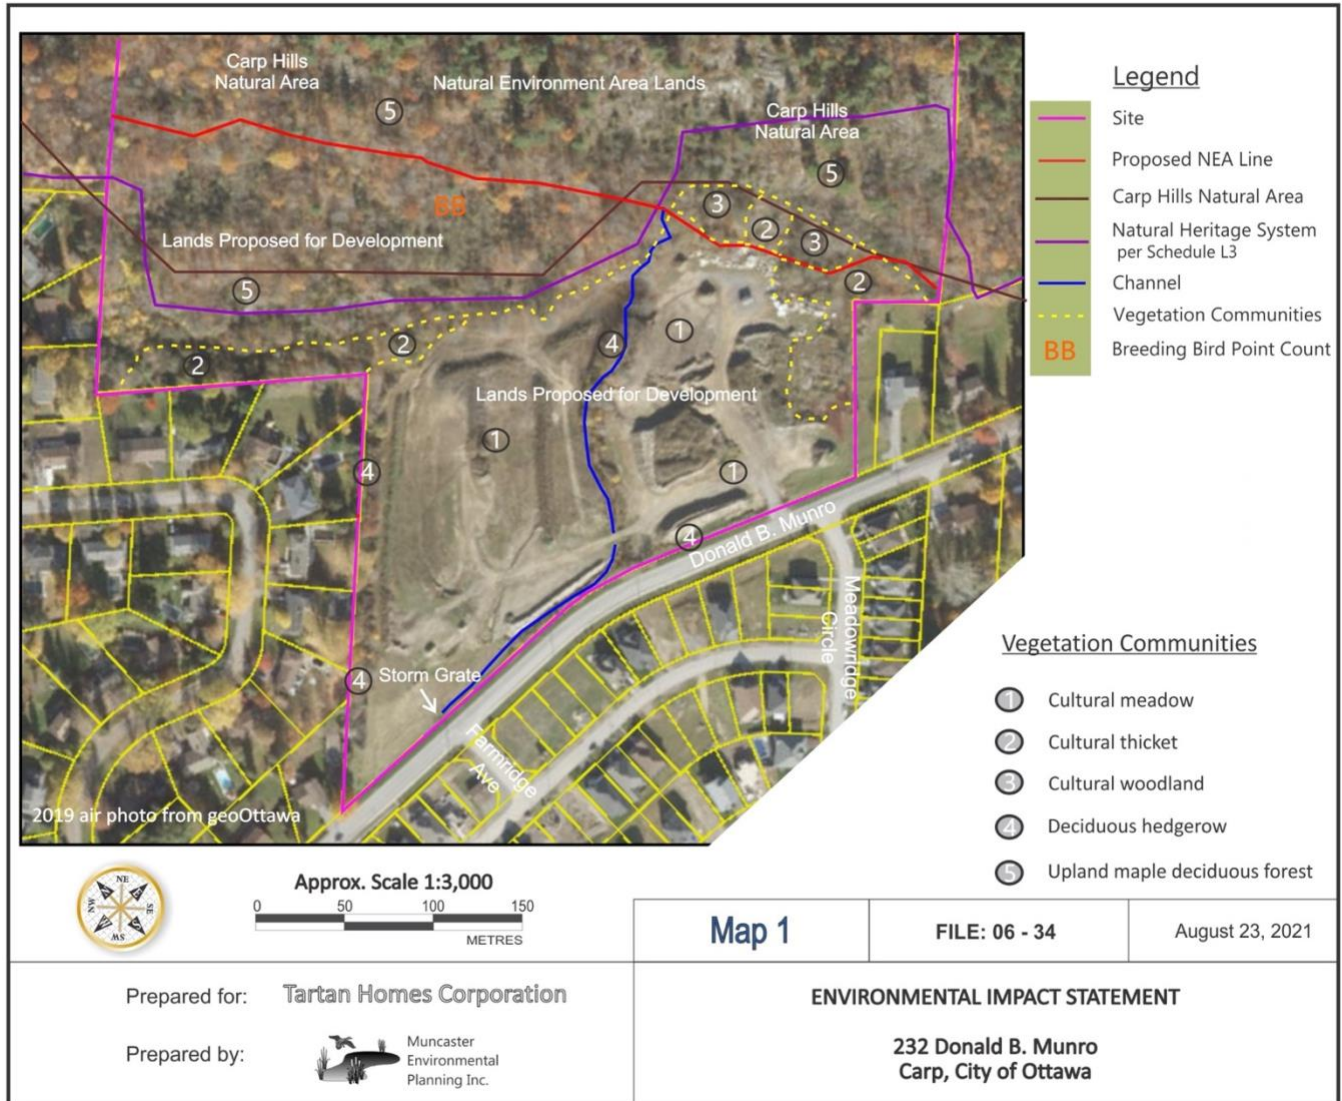 Carp Hills
Natural Area
Natural Environment Area Lands
5
Carp Hills
Natural Area
5
BB
3
2
3
Lands Proposed for Development
5
2
1
4
2
2
Lands Proposed for Development
1
4
1
4
Donald B. Munro
Meadowridge
Circle
4
Storm Grate
Farmridge
Ave
2019 air photo from geoOttawa
Legend
Site
Proposed NEA Line
Carp Hills Natural Area
Natural Heritage System
per Schedule L3
Channel
Vegetation Communities
BB Breeding Bird Point Count
Vegetation Communities
1 Cultural meadow
2 Cultural thicket
3 Cultural woodland
4 Deciduous hedgerow
5 Upland maple deciduous forest
NE
NW
SE
SW
Approx. Scale 1:3,000
0 50 100 150
METRES
Map 1
FILE: 06 - 34
August 23, 2021
Prepared for: Tartan Homes Corporation
Prepared by:
Muncaster
Environmental
Planning Inc.
ENVIRONMENTAL IMPACT STATEMENT
232 Donald B. Munro
Carp, City of Ottawa